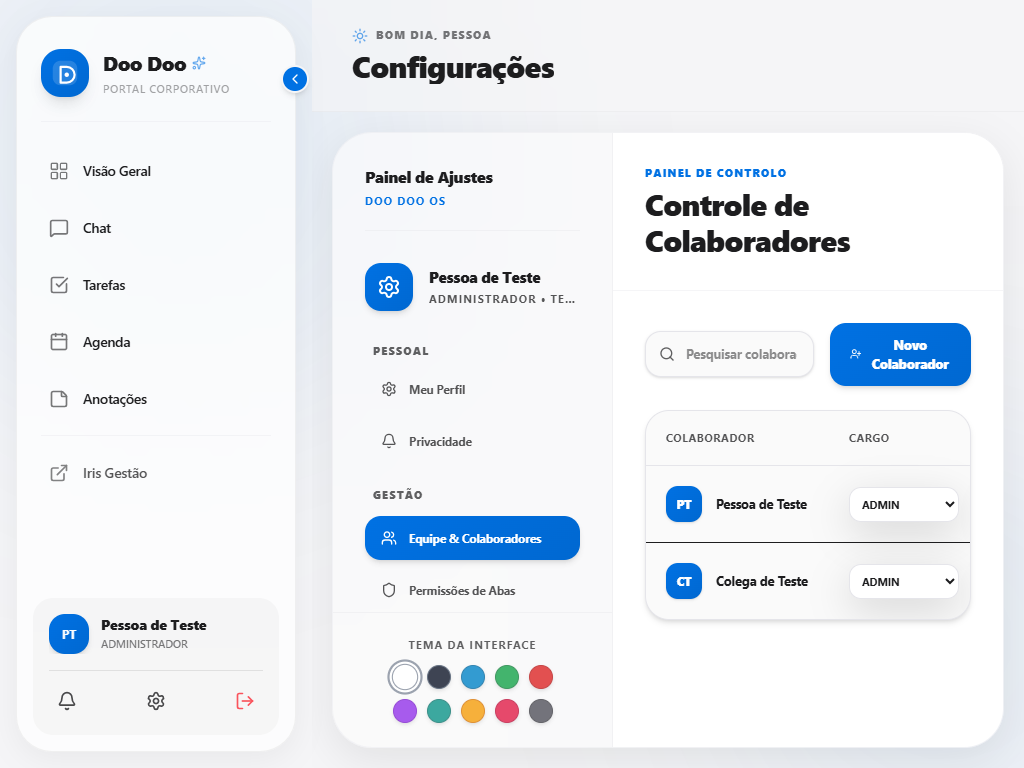 Doo Doo
PORTAL CORPORATIVO
Visão Geral
Chat
Tarefas
Agenda
Anotações
Iris Gestão
PT
Pessoa de Teste
ADMINISTRADOR
BOM DIA, PESSOA
Configurações
Painel de Ajustes
DOO DOO OS
Pessoa de Teste
ADMINISTRADOR • TE...
PESSOAL
Meu Perfil
Privacidade
GESTÃO
Equipe & Colaboradores
Permissões de Abas
TEMA DA INTERFACE
PAINEL DE CONTROLO
Controle de
Colaboradores
Pesquisar colabora
Novo
Colaborador
COLABORADOR CARGO
PT Pessoa de Teste ADMIN
CT Colega de Teste ADMIN